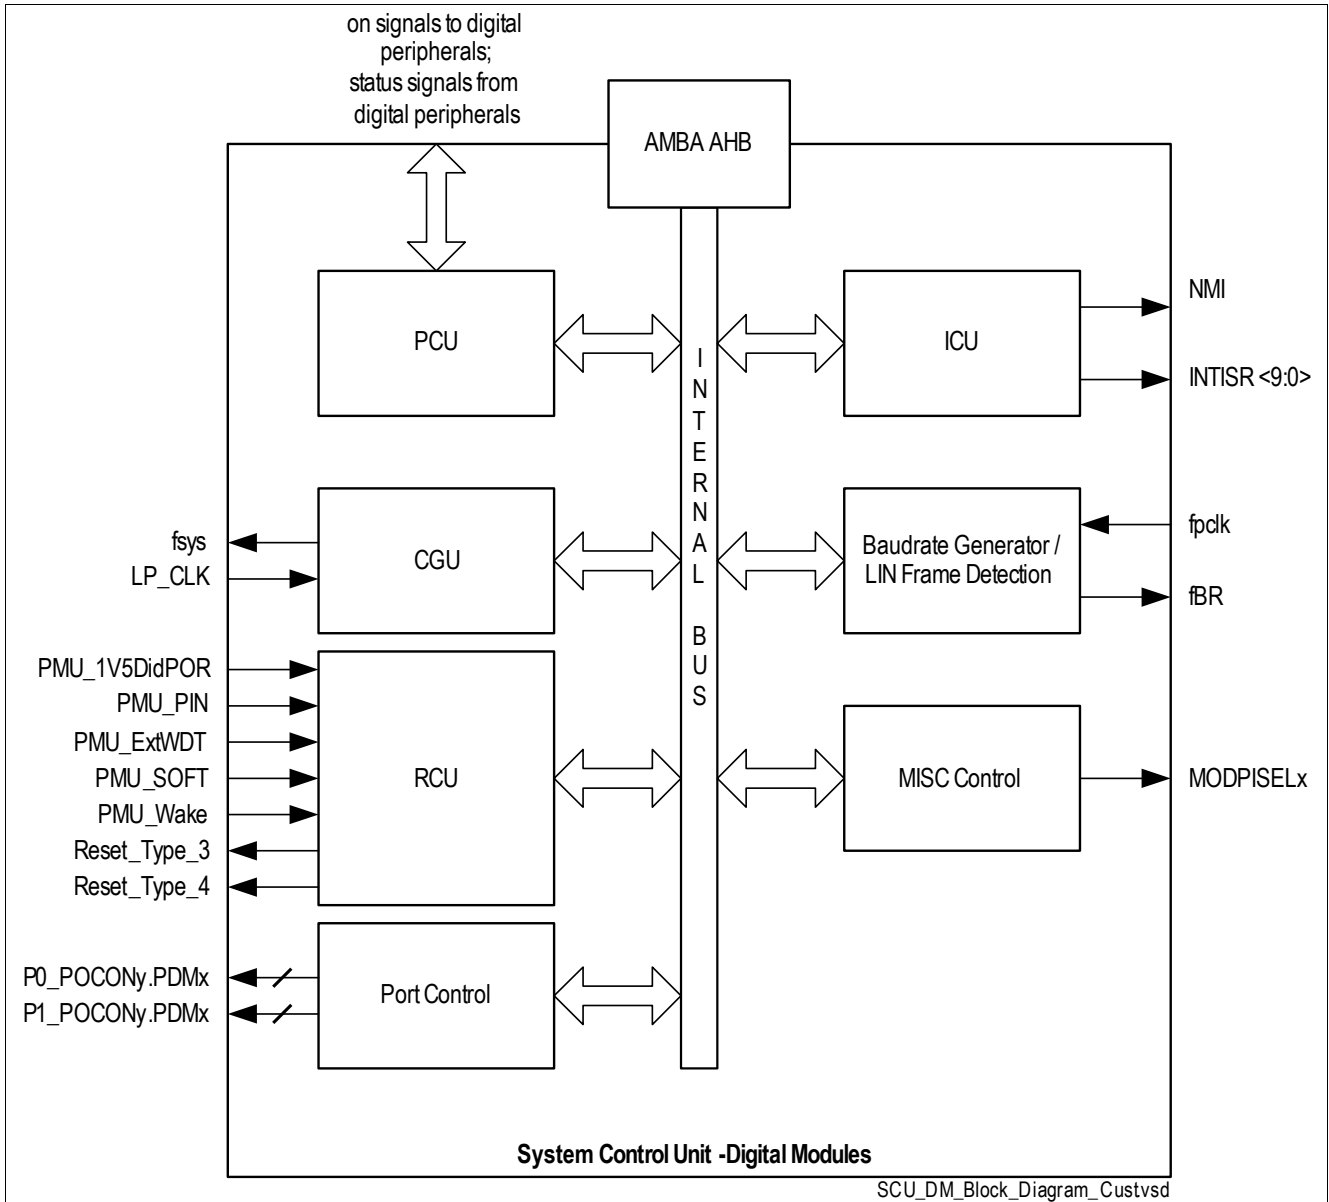 on signals to digital
peripherals;
status signals from
digital peripherals
AMBA AHB
PCU
ICU
NMI
INTISR <9:0>
INTERNAL BUS
fsys
LP_CLK
CGU
Baudrate Generator /
LIN Frame Detection
fpclk
fBR
PMU_1V5DidPOR
PMU_PIN
PMU_ExtWDT
PMU_SOFT
PMU_Wake
Reset_Type_3
Reset_Type_4
RCU
MISC Control
MODPISELx
P0_POCONy.PDMx
P1_POCONy.PDMx
Port Control
System Control Unit -Digital Modules
SCU_DM_Block_Diagram_Custvsd